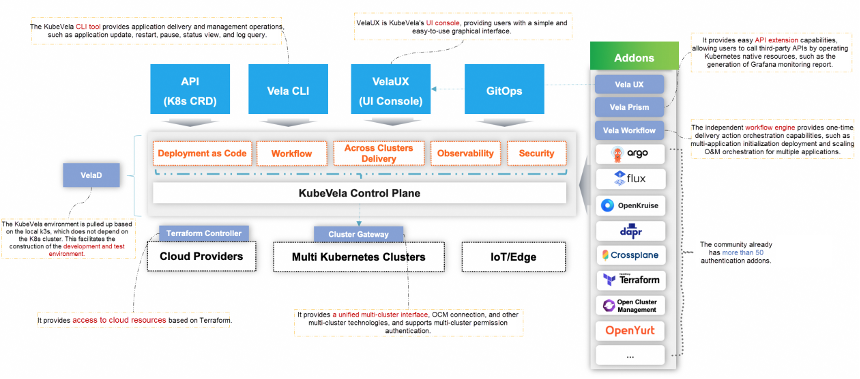 The KubeVela CLI tool provides application delivery and management operations,
such as application update, restart, pause, status view, and log query.
VelaUX is KubeVela's UI console, providing users with a simple and
easy-to-use graphical interface.
It provides easy API extension capabilities,
allowing users to call third-party APIs by operating
Kubernetes native resources, such as the
generation of Grafana monitoring report.
Addons
API
(K8s CRD)
Vela CLI
VelaUX
(UI Console)
GitOps
Vela UX
Vela Prism
Vela Workflow
The independent workflow engine provides one-time
delivery action orchestration capabilities, such as
multi-application initialization deployment and scaling
O&M orchestration for multiple applications.
Deployment as Code
Workflow
Across Clusters
Delivery
Observability
Security
argo
flux
VelaD
KubeVela Control Plane
OpenKruise
The KubeVels environment is pulled up based
on the local k3s, which does not depend on
the K8s cluster. This facilitates the
construction of the development and test
environment.
Terraform Controller
Cloud Providers
Cluster Gateway
Multi Kubernetes Clusters
IoT/Edge
dapr
Crossplane
The community already
has more than 50
authentication addons.
Terraform
Open Cluster
Management
OpenYurt
...
It provides access to cloud resources based on Terraform.
It provides a unified multi-cluster interface, OCM connection, and other
multi-cluster technologies, and supports multi-cluster permission
authentication.